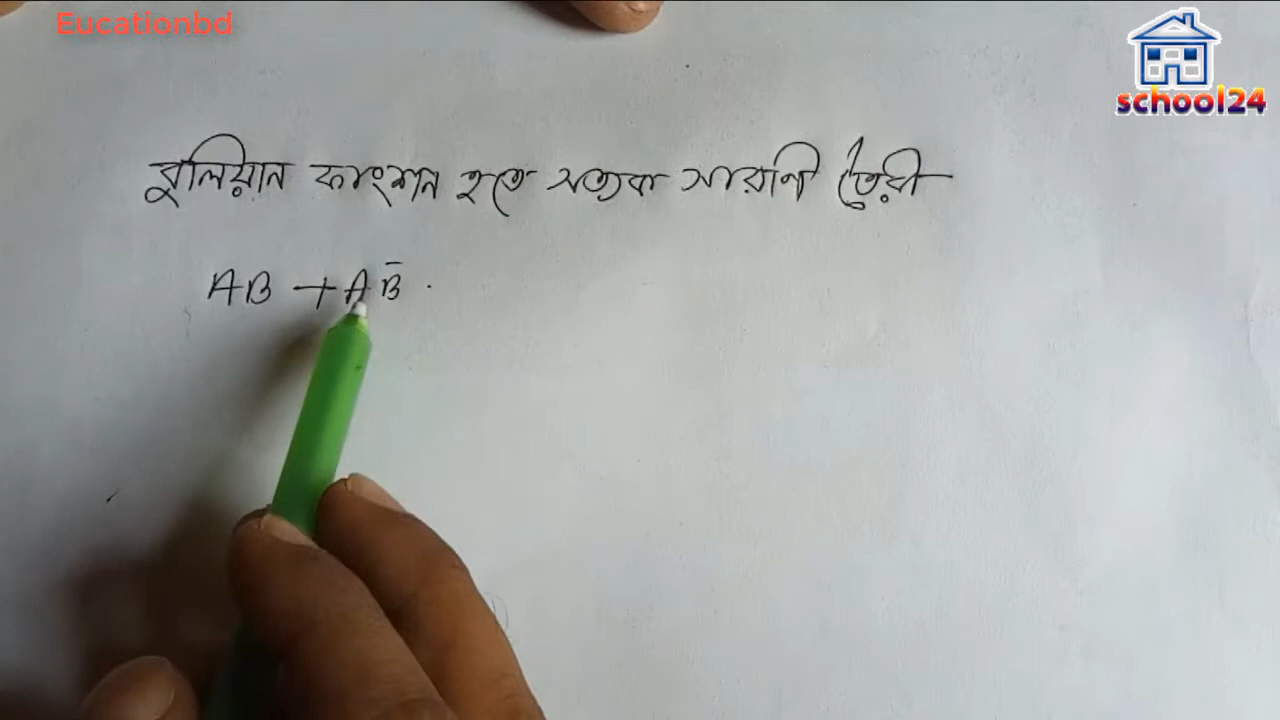 Eucationbd
school24
বুলিয়ান ফাংশন হতে সত্যক সারণি তৈরী
AB + AB̄ .